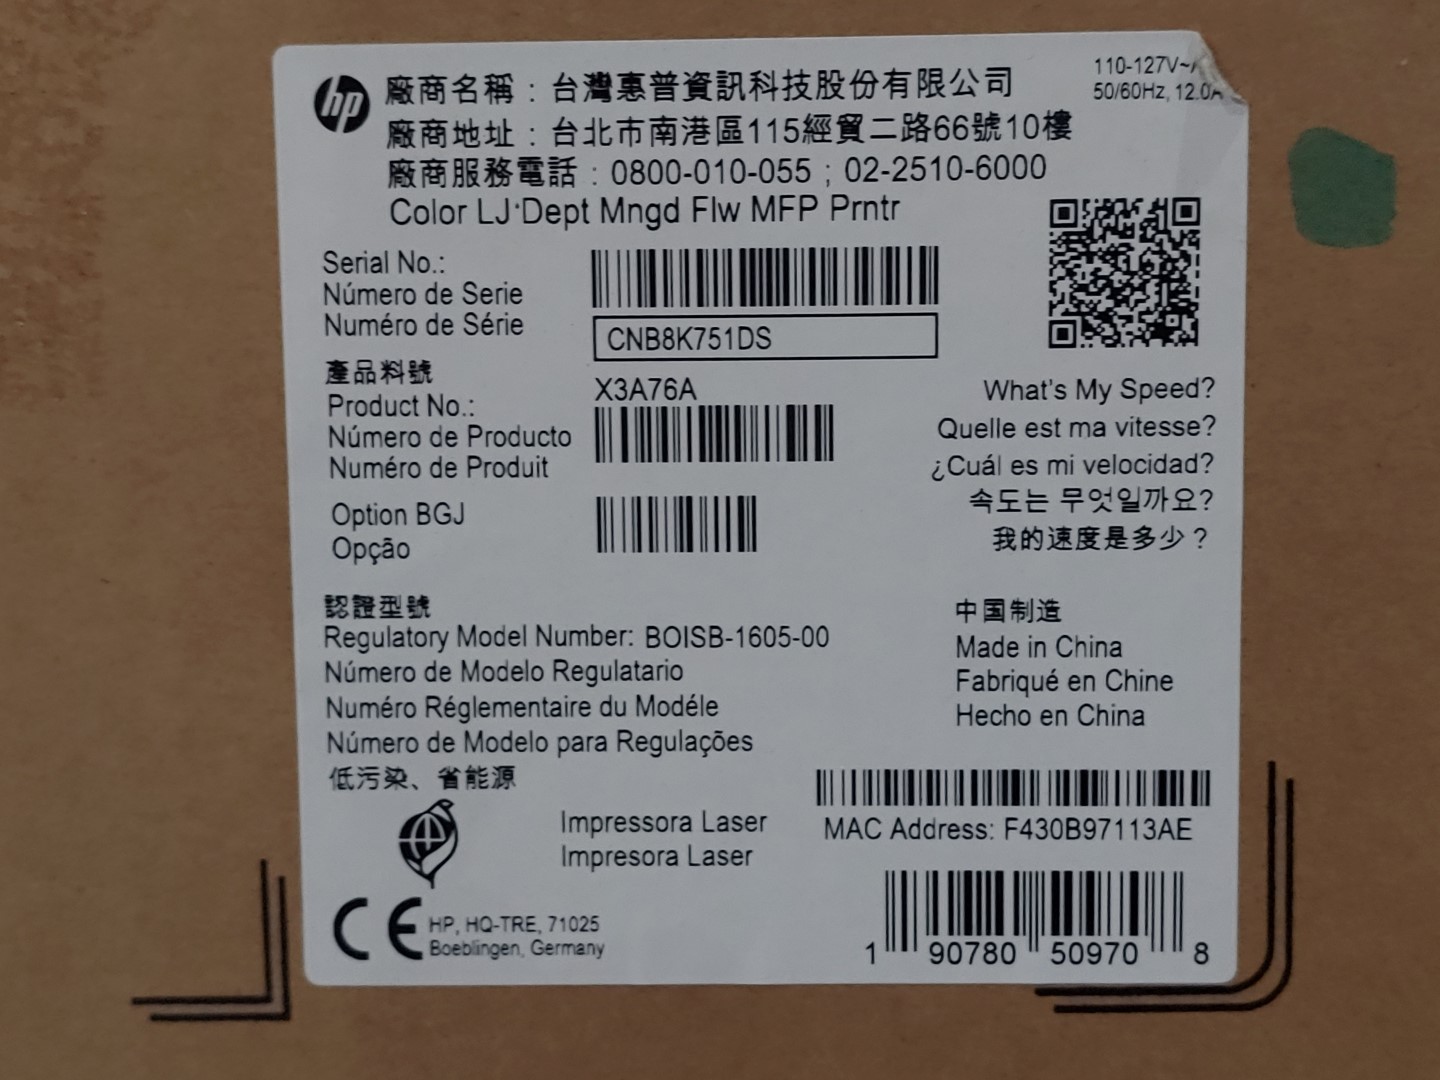 hp
廠商名稱：台灣惠普資訊科技股份有限公司
廠商地址：台北市南港區115經貿二路66號10樓
廠商服務電話：0800-010-055；02-2510-6000
Color LJ Dept Mngd Flw MFP Prntr
110-127V~
50/60Hz, 12.0A
Serial No.:
Número de Serie
Numéro de Série
CNB8K751DS
產品料號
Product No.:
Número de Producto
Numéro de Produit
X3A76A
Option BGJ
Opção
What's My Speed?
Quelle est ma vitesse?
¿Cuál es mi velocidad?
속도는 무엇일까요?
我的速度是多少？
認證型號
Regulatory Model Number: BOISB-1605-00
Número de Modelo Regulatario
Numéro Réglementaire du Modéle
Número de Modelo para Regulações
低污染、省能源
中国制造
Made in China
Fabriqué en Chine
Hecho en China
Impressora Laser
Impresora Laser
MAC Address: F430B97113AE
CE
HP, HQ-TRE, 71025
Boeblingen, Germany
1 90780 50970 8